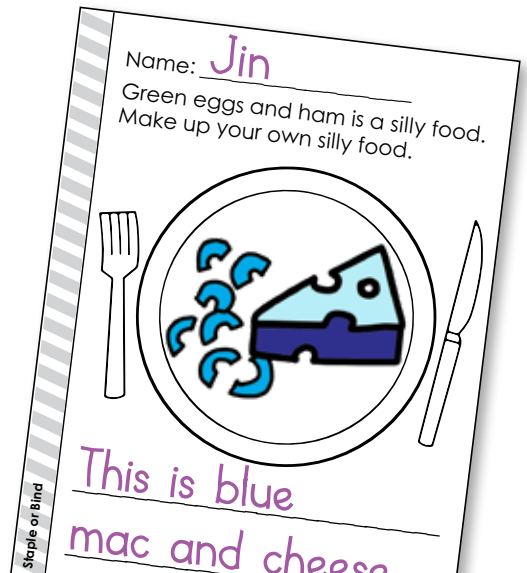 Name: Jin
Green eggs and ham is a silly food.
Make up your own silly food.
This is blue
mac and cheese
Staple or Bind